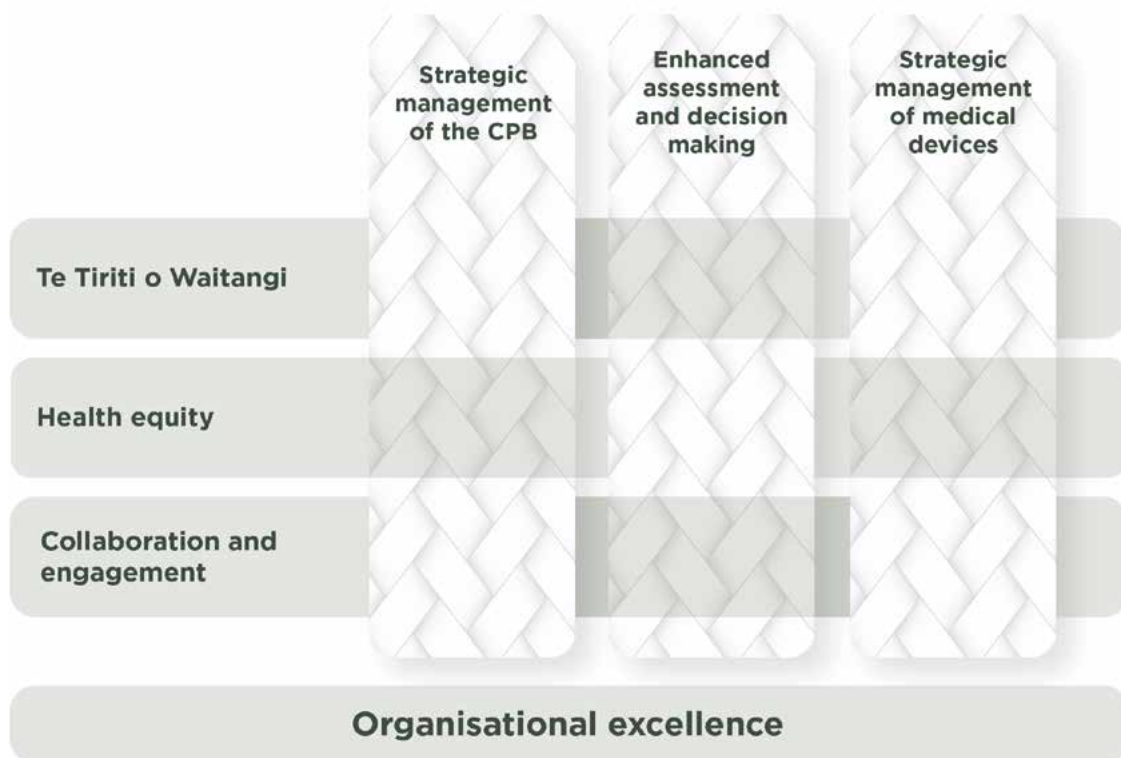 Strategic
management
of the CPB
Enhanced
assessment
and decision
making
Strategic
management
of medical
devices
Te Tiriti o Waitangi
Health equity
Collaboration and
engagement
Organisational excellence